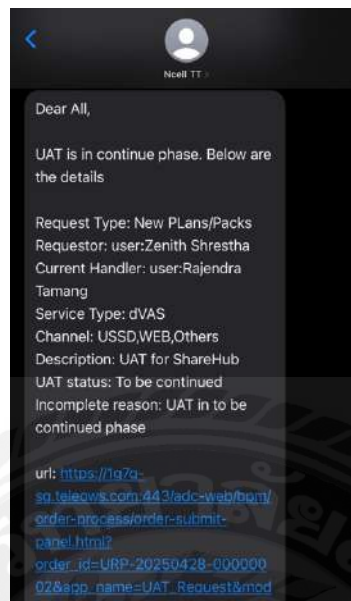 Ncell TT >
Dear All,
UAT is in continue phase. Below are
the details
Request Type: New PLans/Packs
Requestor: user:Zenith Shrestha
Current Handler: user:Rajendra
Tamang
Service Type: dVAS
Channel: USSD,WEB,Others
Description: UAT for ShareHub
UAT status: To be continued
Incomplete reason: UAT in to be
continued phase
url: https://1q7q-
sg.teleows.com:443/adc-web/bpm/
order-process/order-submit-
panel.html?
order_id=URP-20250428-000000
02&app_name=UAT_Request&mod